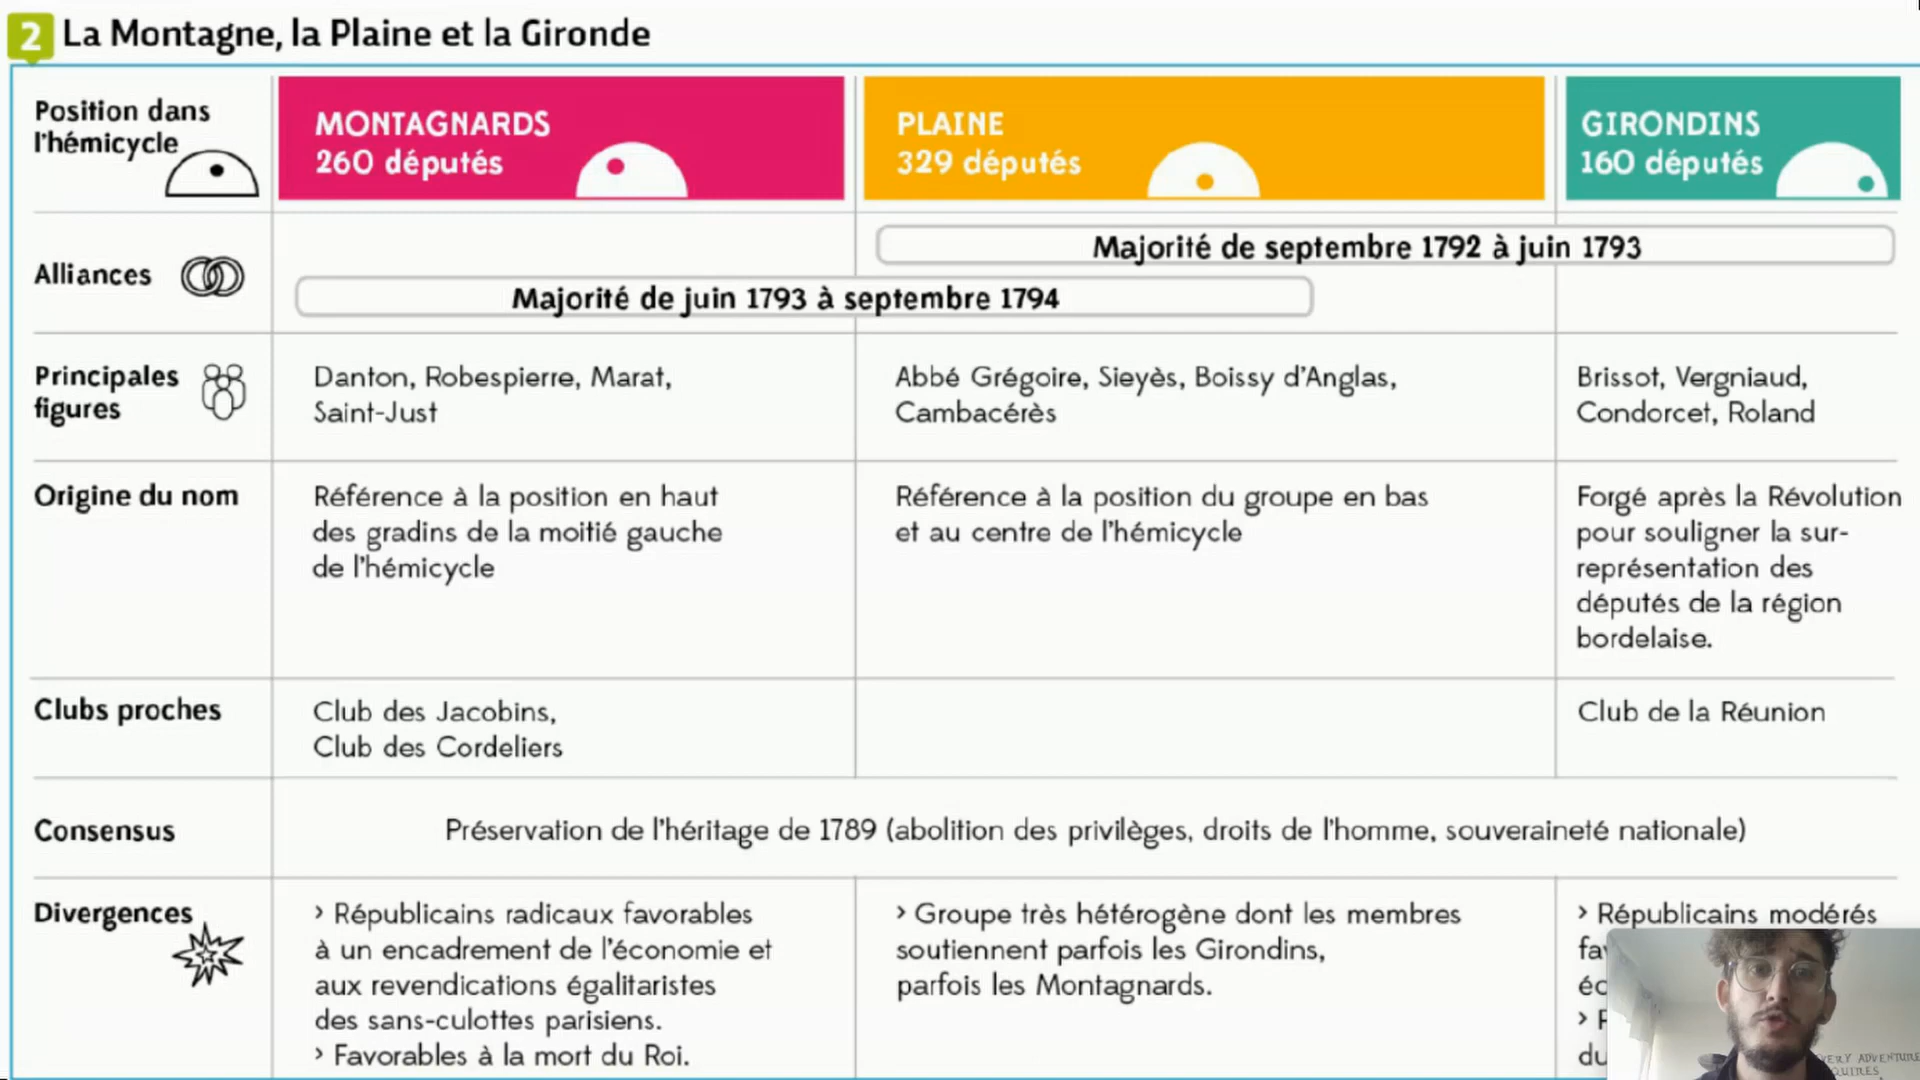 2 La Montagne, la Plaine et la Gironde
Position dans
l'hémicycle
MONTAGNARDS
260 députés
PLAINE
329 députés
GIRONDINS
160 députés
Alliances
Majorité de septembre 1792 à juin 1793
Majorité de juin 1793 à septembre 1794
Principales
figures
Danton, Robespierre, Marat,
Saint-Just
Abbé Grégoire, Sieyès, Boissy d'Anglas,
Cambacérès
Brissot, Vergniaud,
Condorcet, Roland
Origine du nom
Référence à la position en haut
des gradins de la moitié gauche
de l'hémicycle
Référence à la position du groupe en bas
et au centre de l'hémicycle
Forgé après la Révolution
pour souligner la sur-
représentation des
députés de la région
bordelaise.
Clubs proches
Club des Jacobins,
Club des Cordeliers
Club de la Réunion
Consensus
Préservation de l'héritage de 1789 (abolition des privilèges, droits de l'homme, souveraineté nationale)
Divergences
› Républicains radicaux favorables
à un encadrement de l'économie et
aux revendications égalitaristes
des sans-culottes parisiens.
› Favorables à la mort du Roi.
› Groupe très hétérogène dont les membres
soutiennent parfois les Girondins,
parfois les Montagnards.
› Républicains modérés
du
ADVENTURE